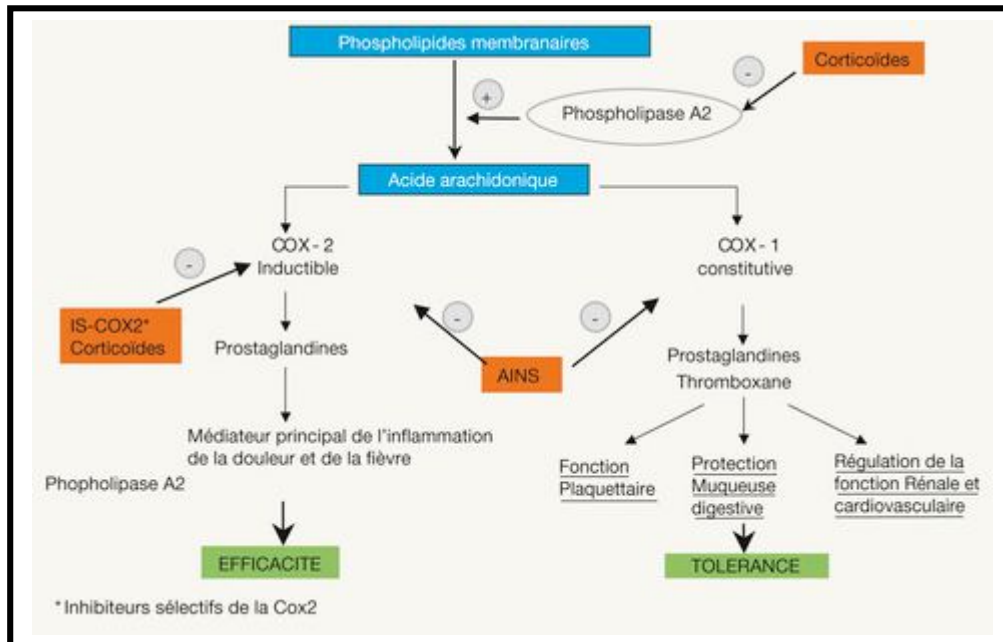 Phospholipides membranaires
Corticoïdes
-
+
Phospholipase A2
Acide arachidonique
COX - 2
Inductible
COX - 1
constitutive
-
-
-
IS-COX2*
Corticoïdes
Prostaglandines
AINS
Prostaglandines
Thromboxane
Médiateur principal de l'inflammation
de la douleur et de la fièvre
Phopholipase A2
Fonction
Plaquettaire
Protection
Muqueuse
digestive
Régulation de la
fonction Rénale et
cardiovasculaire
EFFICACITE
TOLERANCE
* Inhibiteurs sélectifs de la Cox2